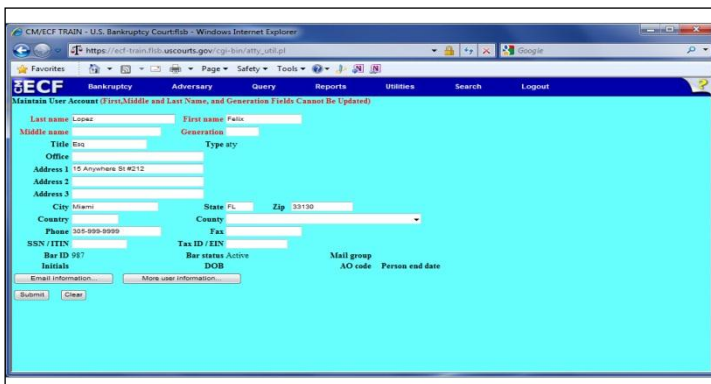 CM/ECF TRAIN - U.S. Bankruptcy Court:flsb - Windows Internet Explorer
https://ecf-train.flsb.uscourts.gov/cgi-bin/atty_util.pl
Google
Favorites Page Safety Tools
ECF Bankruptcy Adversary Query Reports Utilities Search Logout ?
Maintain User Account (First,Middle and Last Name, and Generation Fields Cannot Be Updated)
Last name Lopez First name Felix
Middle name Generation
Title Esq Type aty
Office
Address 1 15 Anywhere St #212
Address 2
Address 3
City Miami State FL Zip 33130
Country County
Phone 305-999-9999 Fax
SSN / ITIN Tax ID / EIN
Bar ID 987 Bar status Active Mail group
Initials DOB AO code Person end date
Email information... More user information...
Submit Clear